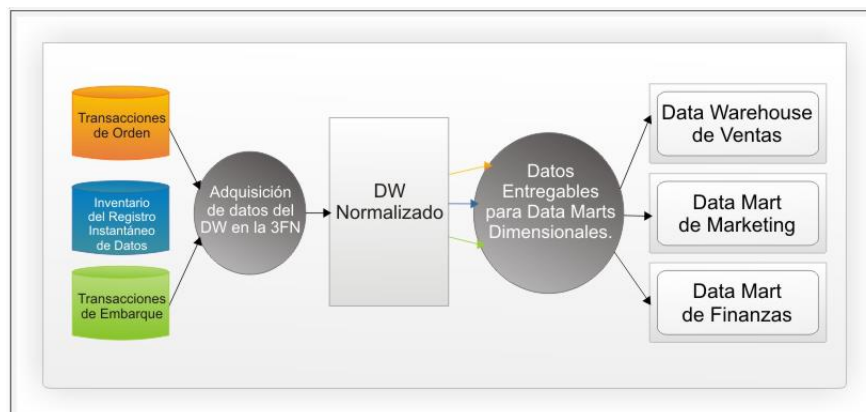 Transacciones
de Orden
Inventario
del Registro
Instantáneo
de Datos
Transacciones
de Embarque
Adquisición
de datos del
DW en la 3FN
DW
Normalizado
Datos
Entregables
para Data Marts
Dimensionales.
Data Warehouse
de Ventas
Data Mart
de Marketing
Data Mart
de Finanzas